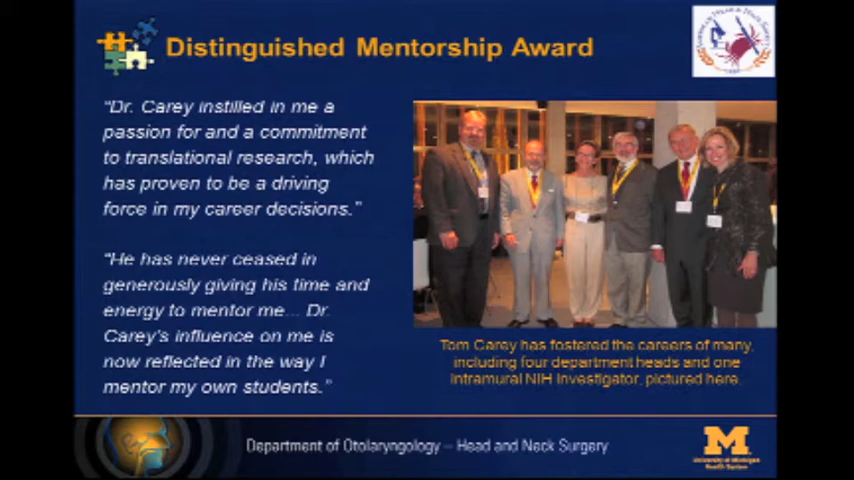 Distinguished Mentorship Award
"Dr. Carey instilled in me a
passion for and a commitment
to translational research, which
has proven to be a driving
force in my career decisions."
"He has never ceased in
generously giving his time and
energy to mentor me... Dr.
Carey's influence on me is
now reflected in the way I
mentor my own students."
Tom Carey has fostered the careers of many,
including four department heads and one
intramural NIH Investigator, pictured here.
Department of Otolaryngology – Head and Neck Surgery
M
University of Michigan
Health System